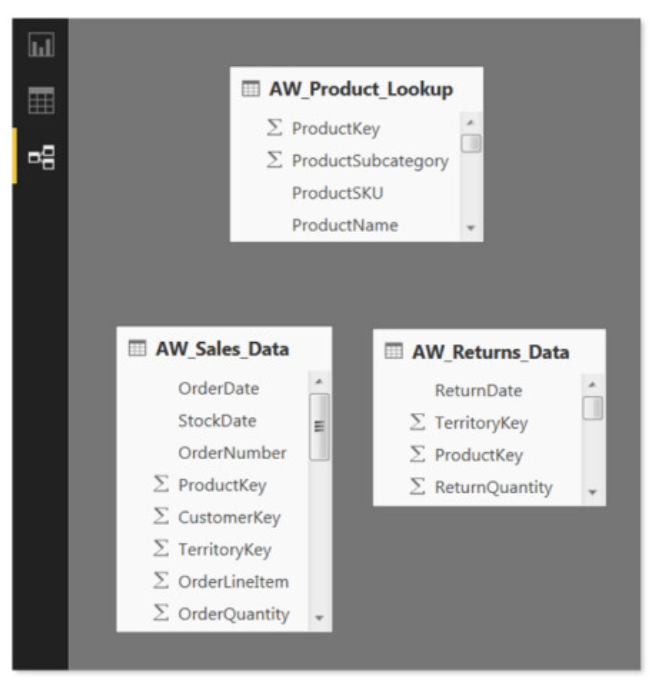 AW_Product_Lookup
Σ ProductKey
Σ ProductSubcategory
ProductSKU
ProductName
AW_Sales_Data
OrderDate
StockDate
OrderNumber
Σ ProductKey
Σ CustomerKey
Σ TerritoryKey
Σ OrderLineItem
Σ OrderQuantity
AW_Returns_Data
ReturnDate
Σ TerritoryKey
Σ ProductKey
Σ ReturnQuantity